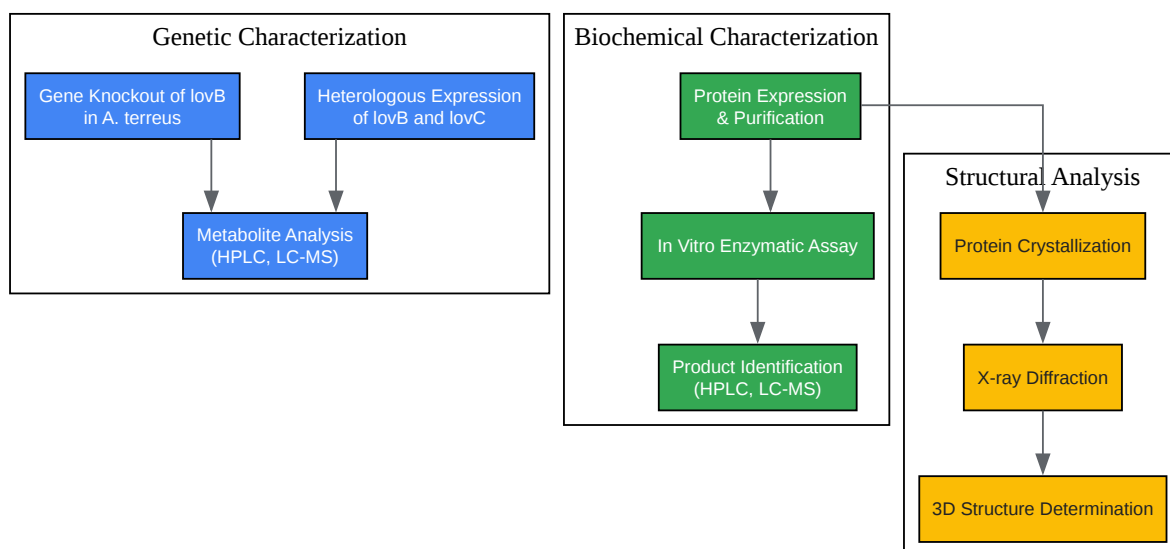 Genetic Characterization
Gene Knockout of lovB
in A. terreus
Heterologous Expression
of lovB and lovC
Metabolite Analysis
(HPLC, LC-MS)
Biochemical Characterization
Protein Expression
& Purification
In Vitro Enzymatic Assay
Product Identification
(HPLC, LC-MS)
Structural Analysis
Protein Crystallization
X-ray Diffraction
3D Structure Determination